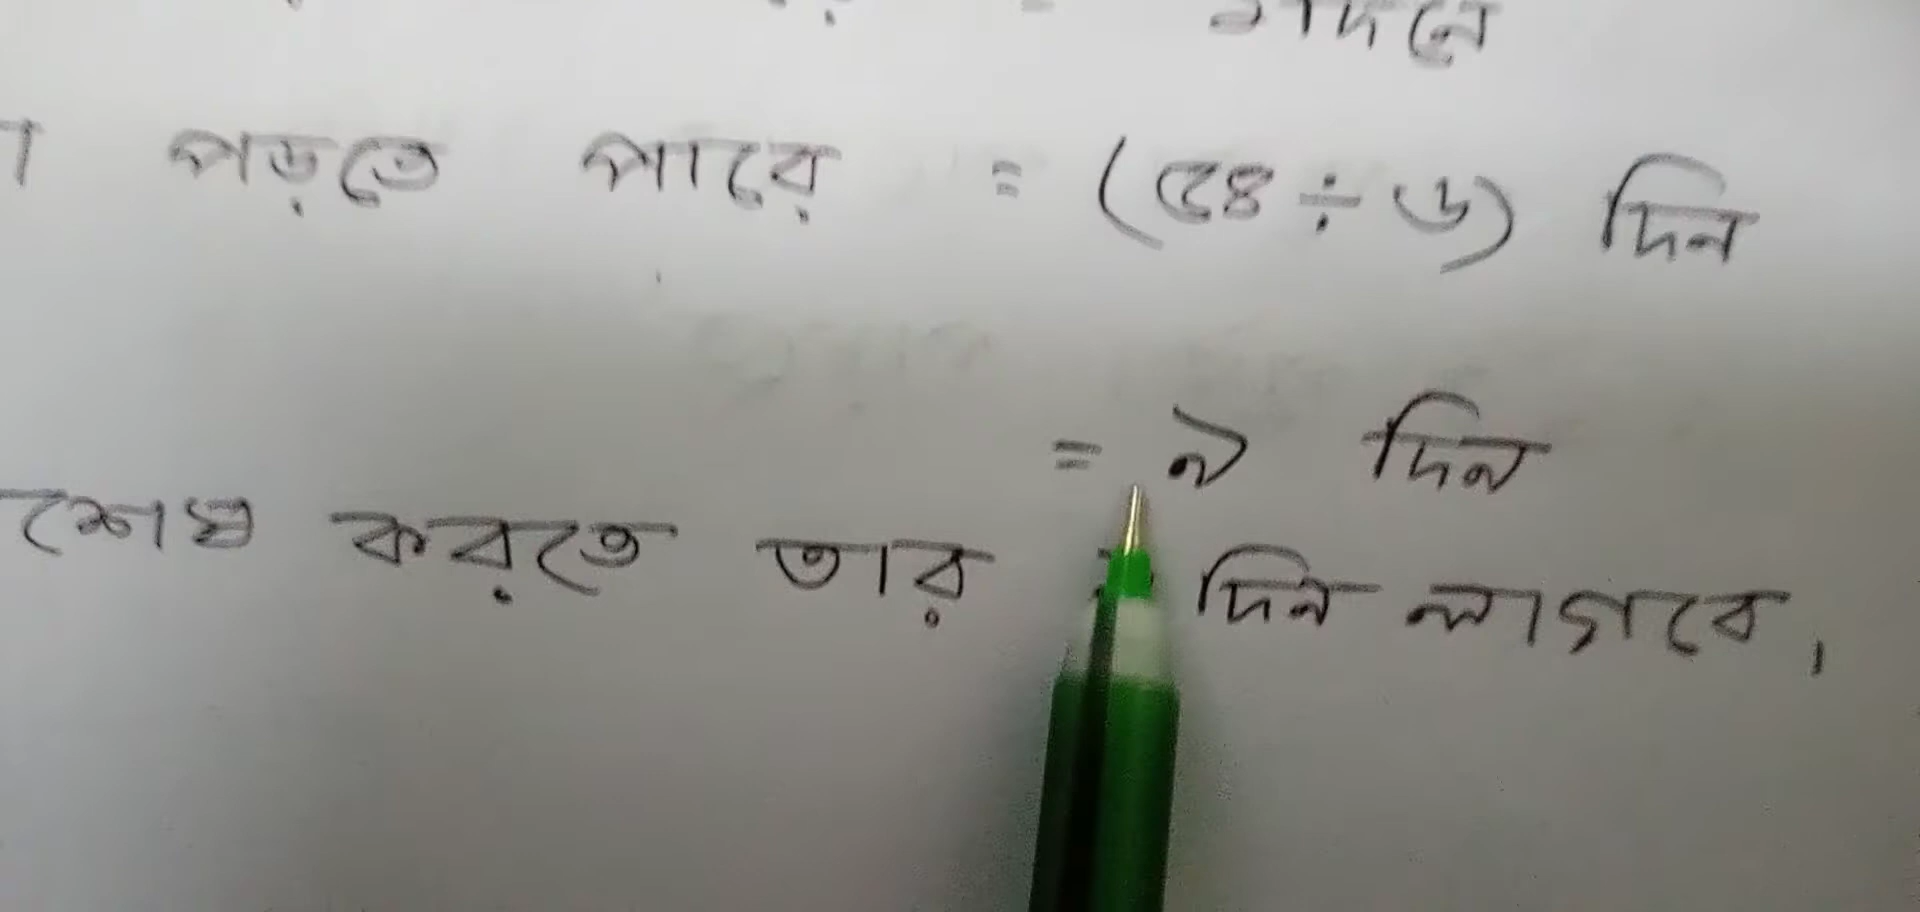 দিনে
পড়তে পারে = (৫৪ ÷ ৬) দিন
= ৯ দিন
শেষ করতে তার দিন লাগবে,